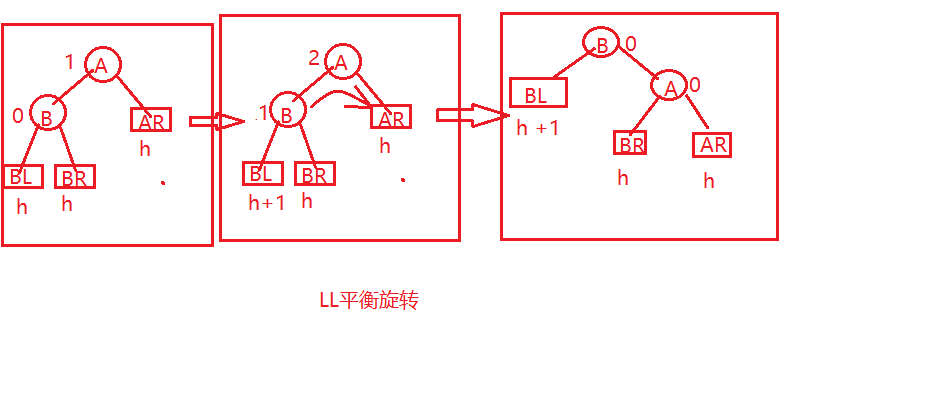 1 A
0 B
AR
h
BL BR
h h
2 A
1 B
AR
h
BL BR
h+1 h
B 0
BL
A 0
h +1
BR AR
h h
LL平衡旋转